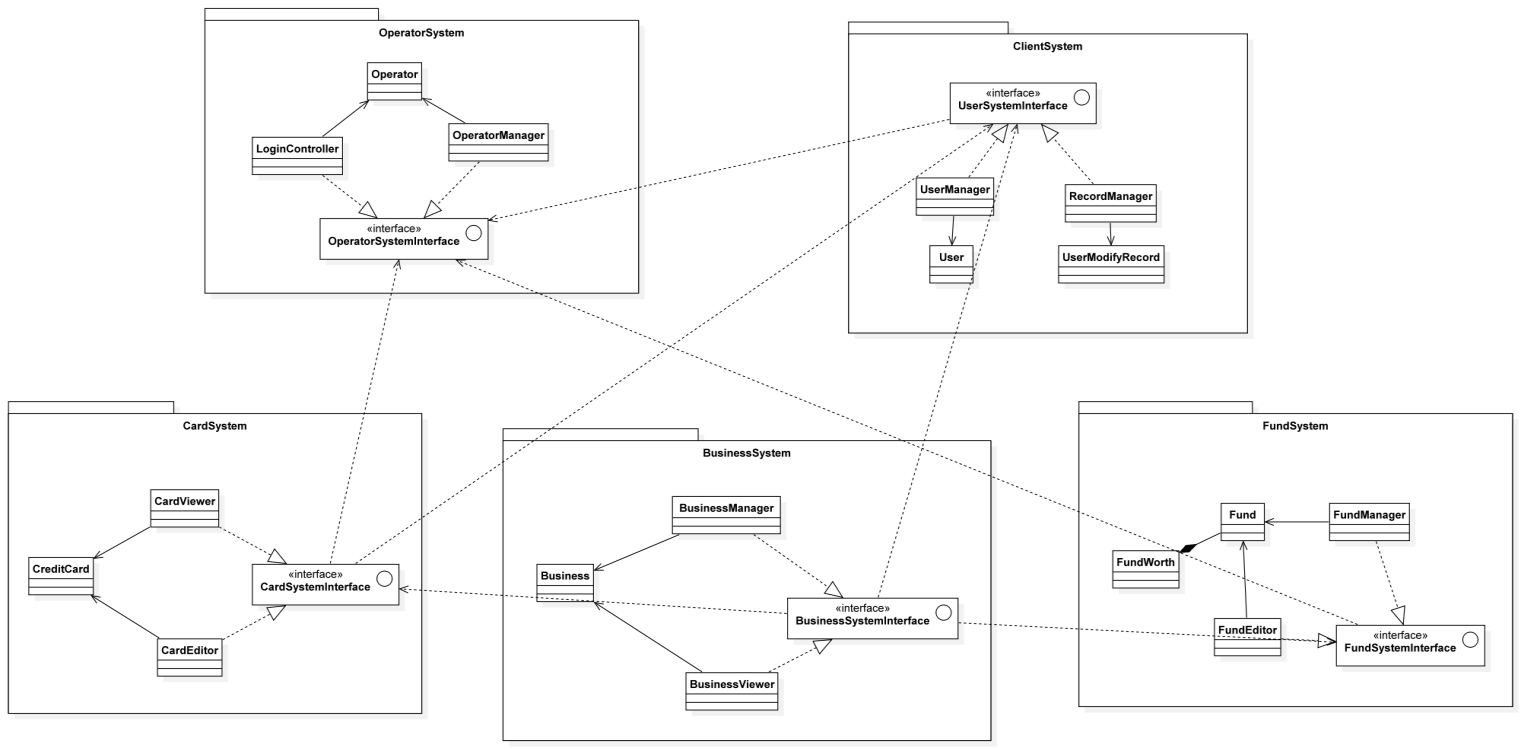 OperatorSystem
Operator
LoginController
OperatorManager
«interface»
OperatorSystemInterface
ClientSystem
«interface»
UserSystemInterface
UserManager
RecordManager
User
UserModifyRecord
CardSystem
CardViewer
CreditCard
«interface»
CardSystemInterface
CardEditor
BusinessSystem
BusinessManager
Business
«interface»
BusinessSystemInterface
BusinessViewer
FundSystem
Fund
FundManager
FundWorth
FundEditor
«interface»
FundSystemInterface